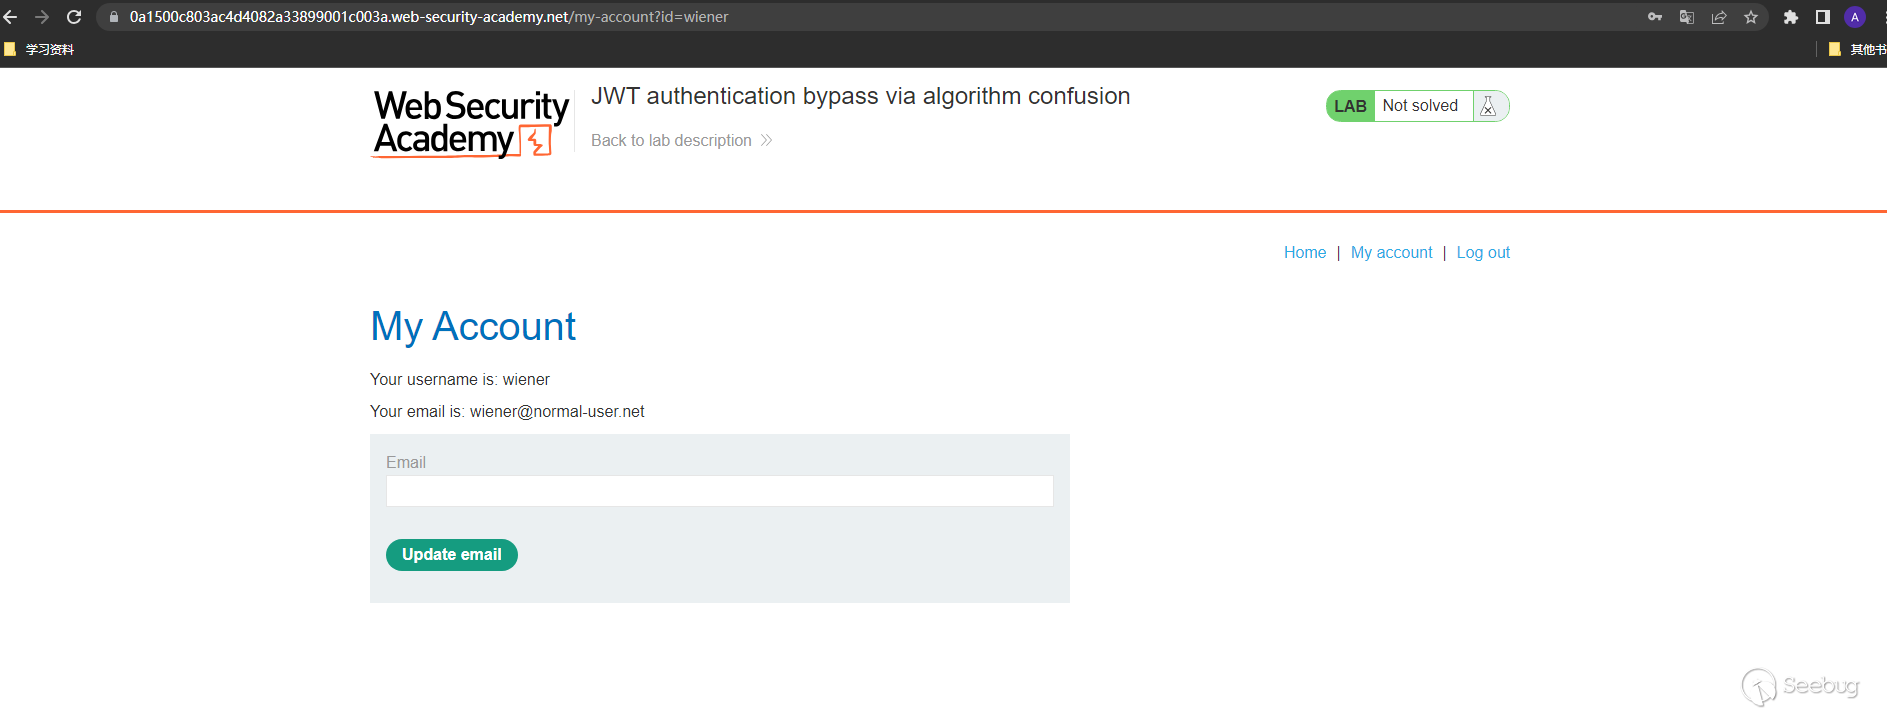 0a1500c803ac4d4082a33899001c003a.web-security-academy.net/my-account?id=wiener
A
学习资料
其他书
WebSecurity
Academy
JWT authentication bypass via algorithm confusion
Back to lab description
LAB Not solved
Home | My account | Log out
My Account
Your username is: wiener
Your email is: wiener@normal-user.net
Email
Update email
Seebug